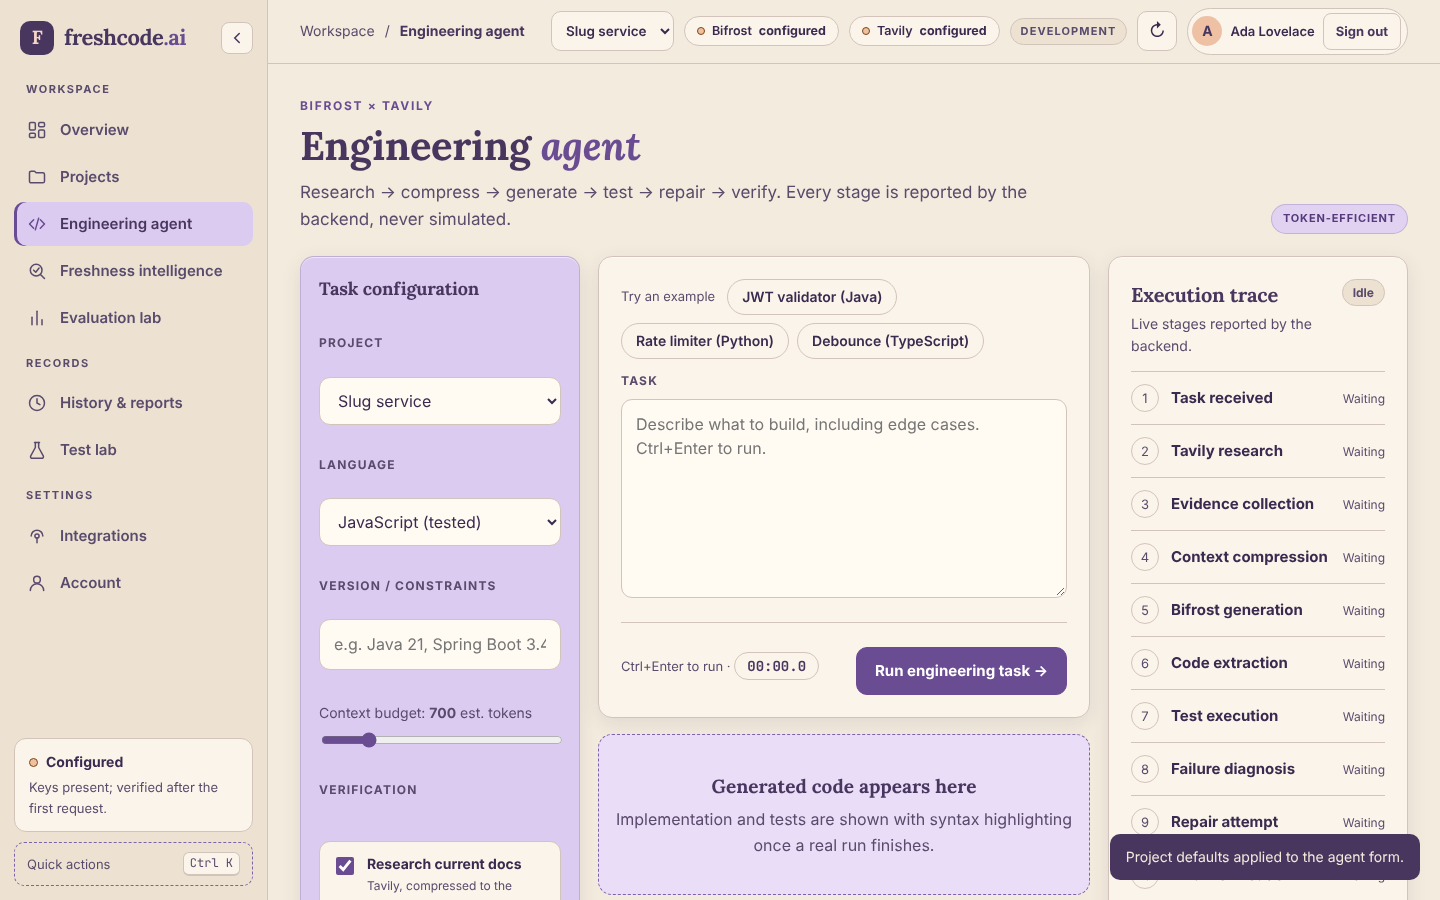 F freshcode.ai
WORKSPACE
Overview
Projects
Engineering agent
Freshness intelligence
Evaluation lab
RECORDS
History & reports
Test lab
SETTINGS
Integrations
Account
Configured
Keys present; verified after the
first request.
Quick actions Ctrl K
Workspace / Engineering agent Slug service Bifrost configured Tavily configured DEVELOPMENT A Ada Lovelace Sign out
BIFROST × TAVILY
Engineering agent
Research → compress → generate → test → repair → verify. Every stage is reported by the
backend, never simulated.
TOKEN-EFFICIENT
Task configuration
PROJECT
Slug service
LANGUAGE
JavaScript (tested)
VERSION / CONSTRAINTS
e.g. Java 21, Spring Boot 3.4
Context budget: 700 est. tokens
VERIFICATION
Research current docs
Tavily, compressed to the
Try an example JWT validator (Java)
Rate limiter (Python) Debounce (TypeScript)
TASK
Describe what to build, including edge cases.
Ctrl+Enter to run.
Ctrl+Enter to run · 00:00.0 Run engineering task →
Generated code appears here
Implementation and tests are shown with syntax highlighting
once a real run finishes.
Execution trace Idle
Live stages reported by the
backend.
1 Task received Waiting
2 Tavily research Waiting
3 Evidence collection Waiting
4 Context compression Waiting
5 Bifrost generation Waiting
6 Code extraction Waiting
7 Test execution Waiting
8 Failure diagnosis Waiting
9 Repair attempt Waiting
Project defaults applied to the agent form.